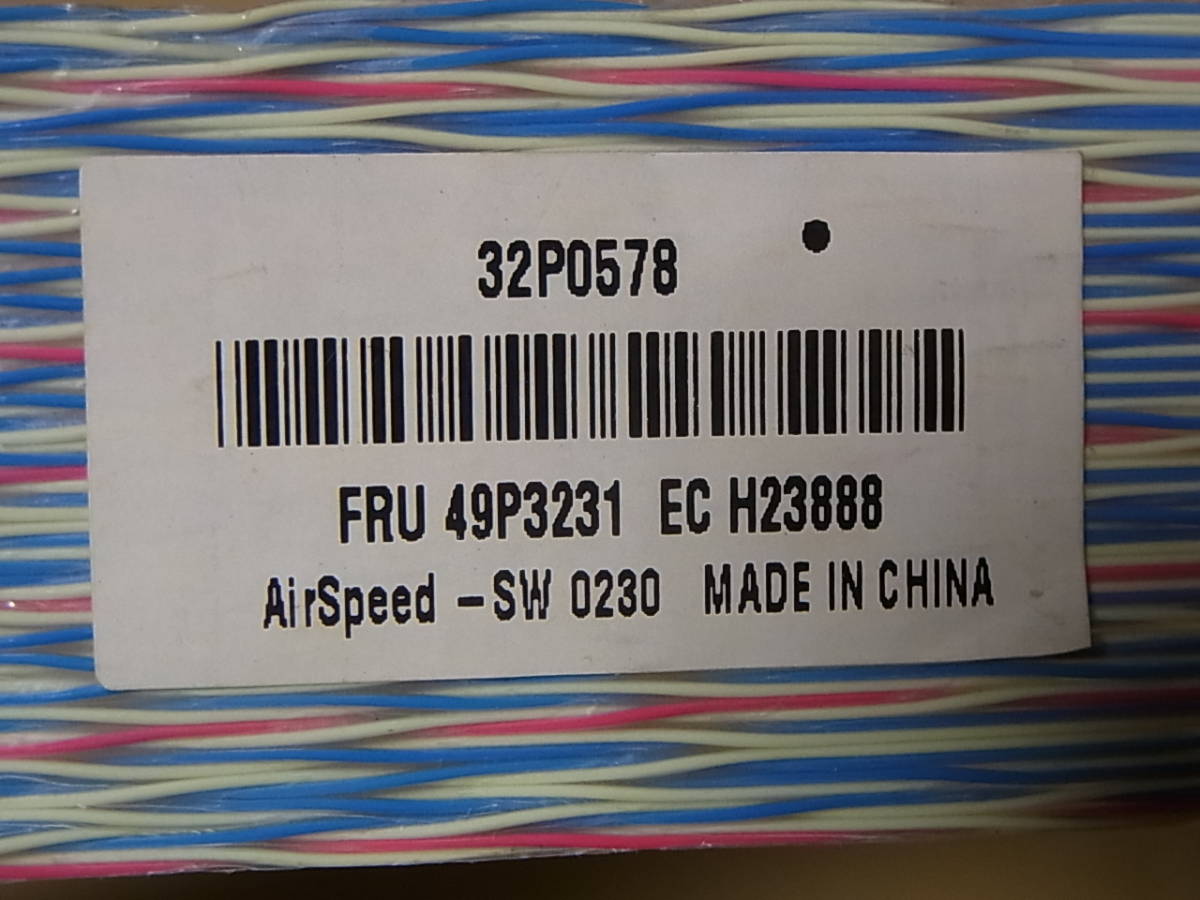 32P0578
FRU 49P3231 EC H23888
AirSpeed -SW 0230 MADE IN CHINA